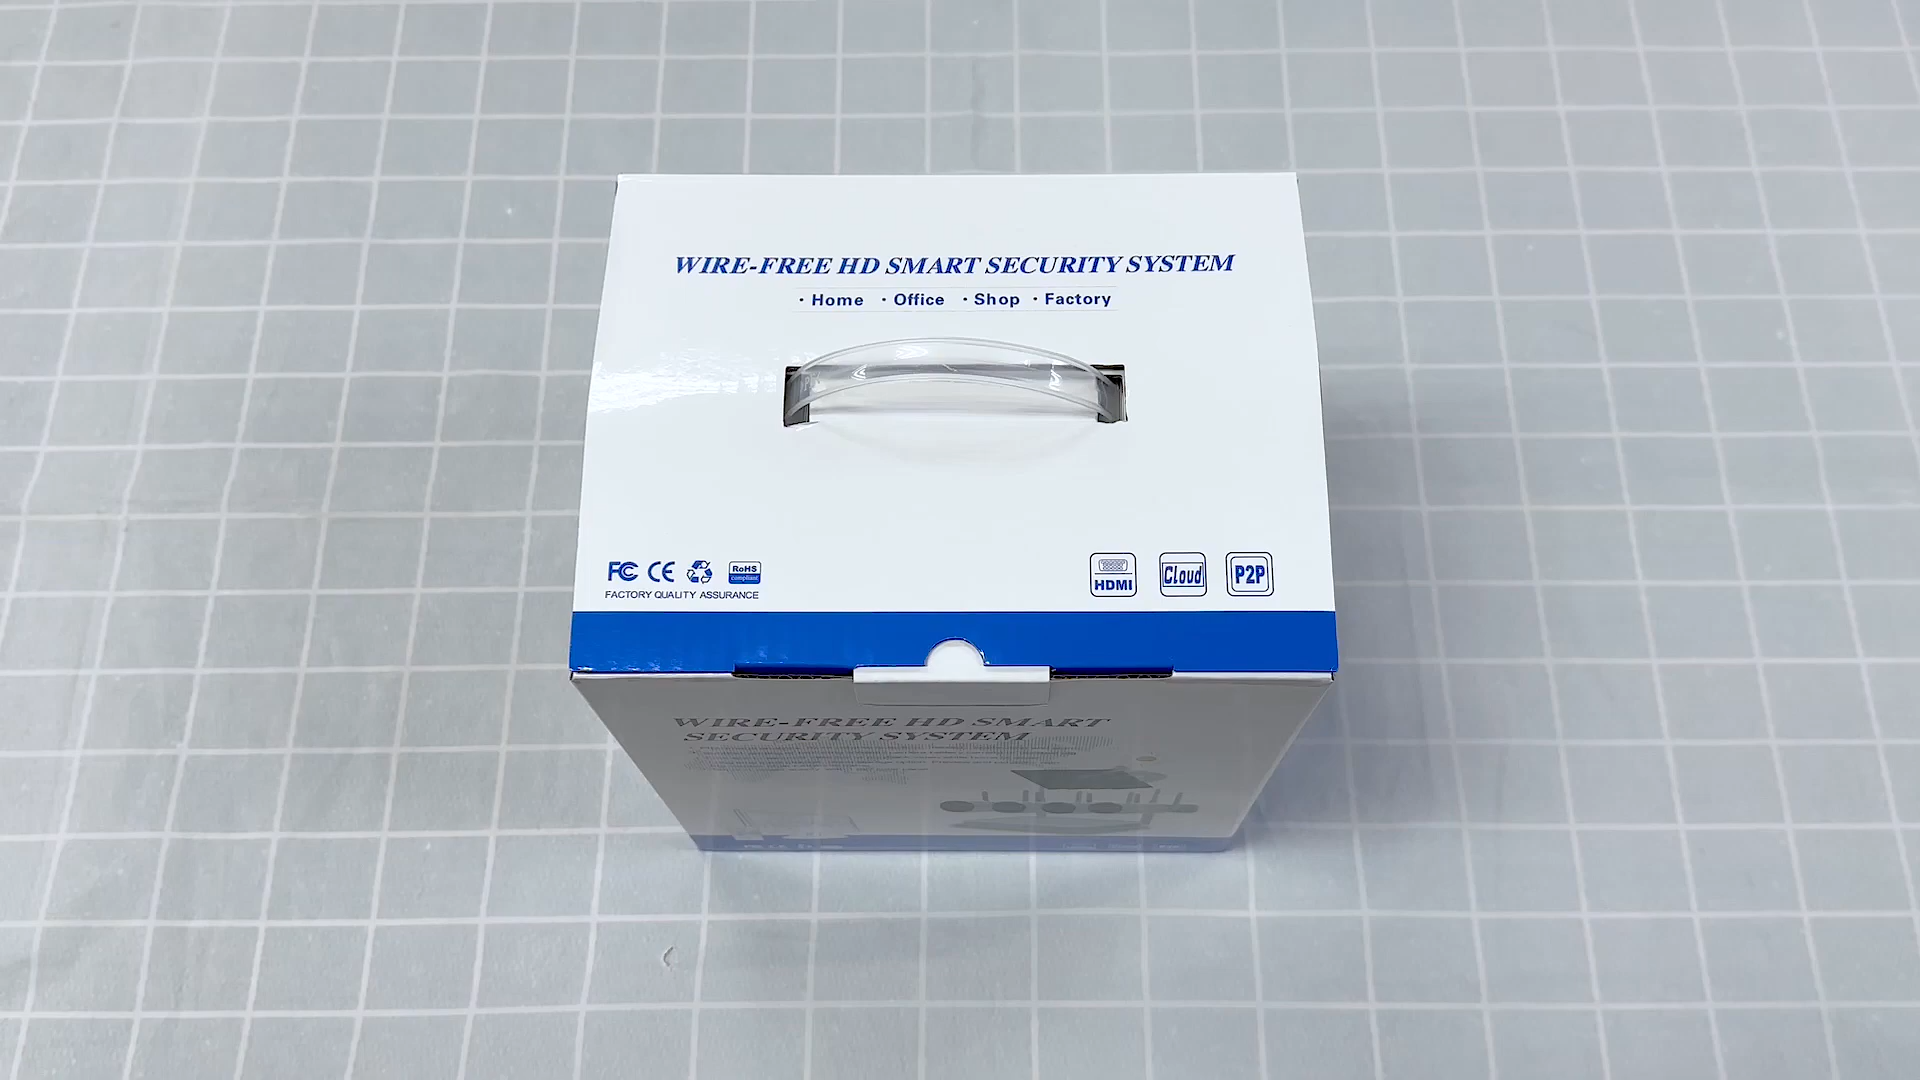 WIRE-FREE HD SMART SECURITY SYSTEM
· Home · Office · Shop · Factory
FC CE RoHS compliant
FACTORY QUALITY ASSURANCE
HDMI Cloud P2P
WIRE-FREE HD SMART
SECURITY SYSTEM